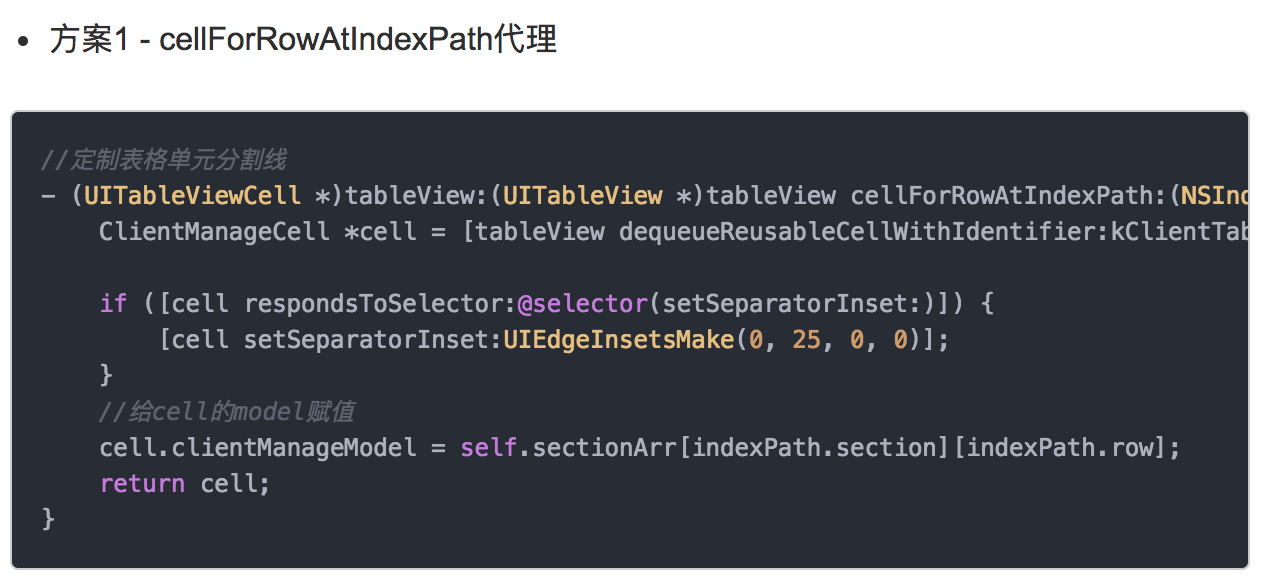 • 方案1 - cellForRowAtIndexPath代理
//定制表格单元分割线
- (UITableViewCell *)tableView:(UITableView *)tableView cellForRowAtIndexPath:(NSInd
    ClientManageCell *cell = [tableView dequeueReusableCellWithIdentifier:kClientTab
    if ([cell respondsToSelector:@selector(setSeparatorInset:)]) {
        [cell setSeparatorInset:UIEdgeInsetsMake(0, 25, 0, 0)];
    }
    //给cell的model赋值
    cell.clientManageModel = self.sectionArr[indexPath.section][indexPath.row];
    return cell;
}